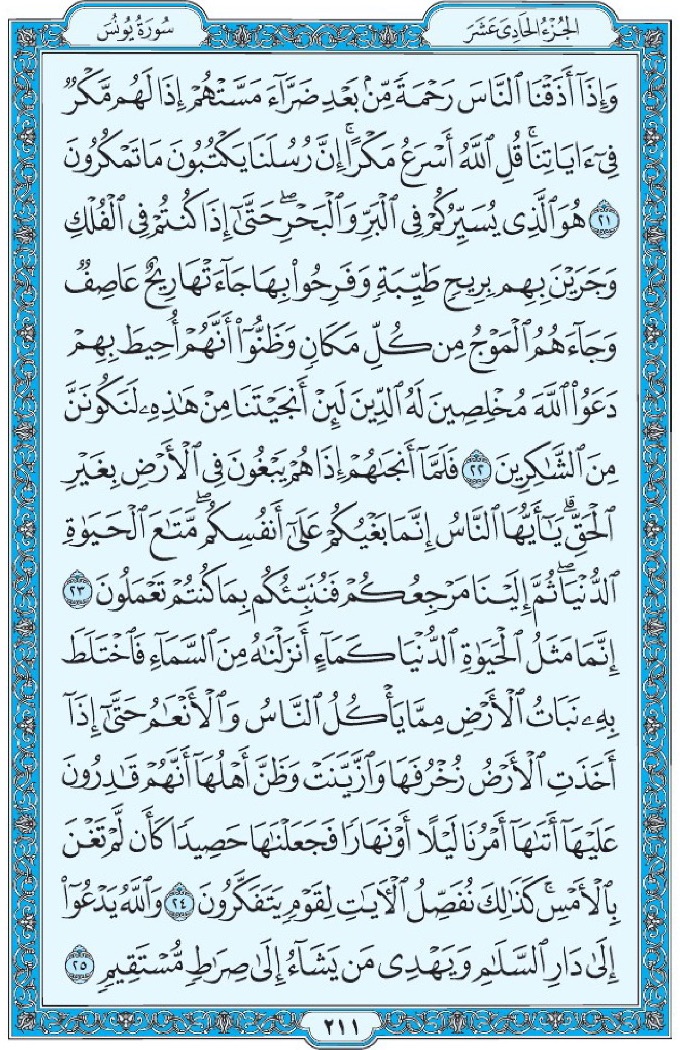 الجُزْءُ الحَادِي عَشَرَ
سُورَةُ يُونُسَ
وَإِذَآ أَذَقْنَا ٱلنَّاسَ رَحْمَةً مِّنۢ بَعْدِ ضَرَّآءَ مَسَّتْهُمْ إِذَا لَهُم مَّكْرٌ
فِىٓ ءَايَاتِنَاۚ قُلِ ٱللَّهُ أَسْرَعُ مَكْرًاۚ إِنَّ رُسُلَنَا يَكْتُبُونَ مَا تَمْكُرُونَ
٢١ هُوَ ٱلَّذِى يُسَيِّرُكُمْ فِى ٱلْبَرِّ وَٱلْبَحْرِۖ حَتَّىٰٓ إِذَا كُنتُمْ فِى ٱلْفُلْكِ
وَجَرَيْنَ بِهِم بِرِيحٍ طَيِّبَةٍ وَفَرِحُوا۟ بِهَا جَآءَتْهَا رِيحٌ عَاصِفٌ
وَجَآءَهُمُ ٱلْمَوْجُ مِن كُلِّ مَكَانٍ وَظَنُّوٓا۟ أَنَّهُمْ أُحِيطَ بِهِمْ
دَعَوُا۟ ٱللَّهَ مُخْلِصِينَ لَهُ ٱلدِّينَ لَئِنْ أَنجَيْتَنَا مِنْ هَـٰذِهِۦ لَنَكُونَنَّ
مِنَ ٱلشَّـٰكِرِينَ ٢٢ فَلَمَّآ أَنجَىٰهُمْ إِذَا هُمْ يَبْغُونَ فِى ٱلْأَرْضِ بِغَيْرِ
ٱلْحَقِّۗ يَـٰٓأَيُّهَا ٱلنَّاسُ إِنَّمَا بَغْيُكُمْ عَلَىٰٓ أَنفُسِكُمۖ مَّتَـٰعَ ٱلْحَيَوٰةِ
ٱلدُّنْيَاۖ ثُمَّ إِلَيْنَا مَرْجِعُكُمْ فَنُنَبِّئُكُم بِمَا كُنتُمْ تَعْمَلُونَ ٢٣
إِنَّمَا مَثَلُ ٱلْحَيَوٰةِ ٱلدُّنْيَا كَمَآءٍ أَنزَلْنَـٰهُ مِنَ ٱلسَّمَآءِ فَٱخْتَلَطَ
بِهِۦ نَبَاتُ ٱلْأَرْضِ مِمَّا يَأْكُلُ ٱلنَّاسُ وَٱلْأَنْعَـٰمُ حَتَّىٰٓ إِذَآ
أَخَذَتِ ٱلْأَرْضُ زُخْرُفَهَا وَٱزَّيَّنَتْ وَظَنَّ أَهْلُهَآ أَنَّهُمْ قَـٰدِرُونَ
عَلَيْهَآ أَتَىٰهَآ أَمْرُنَا لَيْلًا أَوْ نَهَارًا فَجَعَلْنَـٰهَا حَصِيدًا كَأَن لَّمْ تَغْنَ
بِٱلْأَمْسِۚ كَذَٰلِكَ نُفَصِّلُ ٱلْـَٔايَـٰتِ لِقَوْمٍ يَتَفَكَّرُونَ ٢٤ وَٱللَّهُ يَدْعُوٓا۟
إِلَىٰ دَارِ ٱلسَّلَـٰمِ وَيَهْدِى مَن يَشَآءُ إِلَىٰ صِرَٰطٍ مُّسْتَقِيمٍ ٢٥
٢١١